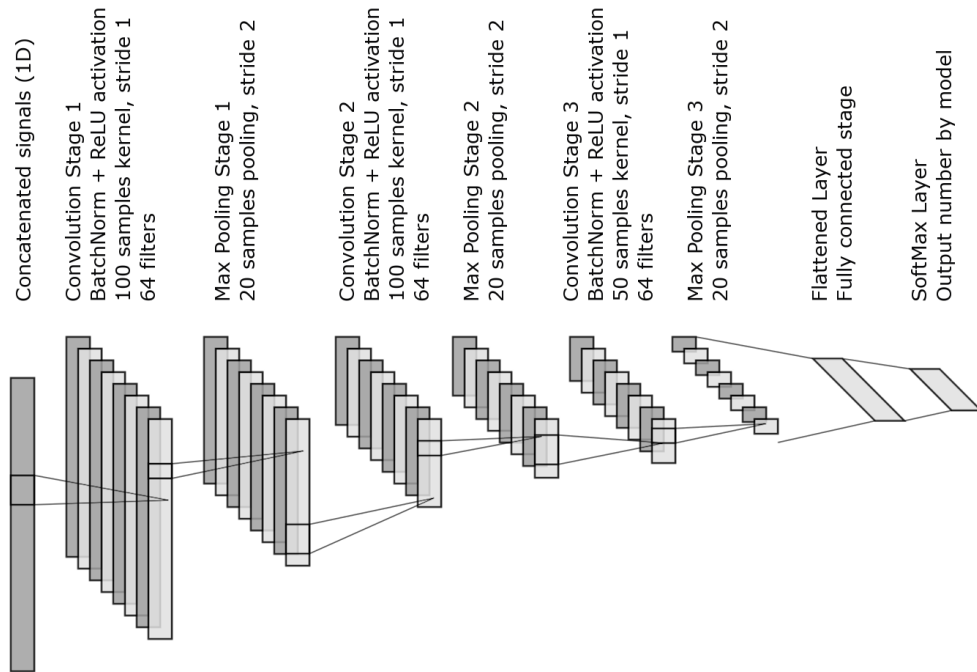 Concatenated signals (1D)
Convolution Stage 1
BatchNorm + ReLU activation
100 samples kernel, stride 1
64 filters
Max Pooling Stage 1
20 samples pooling, stride 2
Convolution Stage 2
BatchNorm + ReLU activation
100 samples kernel, stride 1
64 filters
Max Pooling Stage 2
20 samples pooling, stride 2
Convolution Stage 3
BatchNorm + ReLU activation
50 samples kernel, stride 1
64 filters
Max Pooling Stage 3
20 samples pooling, stride 2
Flattened Layer
Fully connected stage
SoftMax Layer
Output number by model